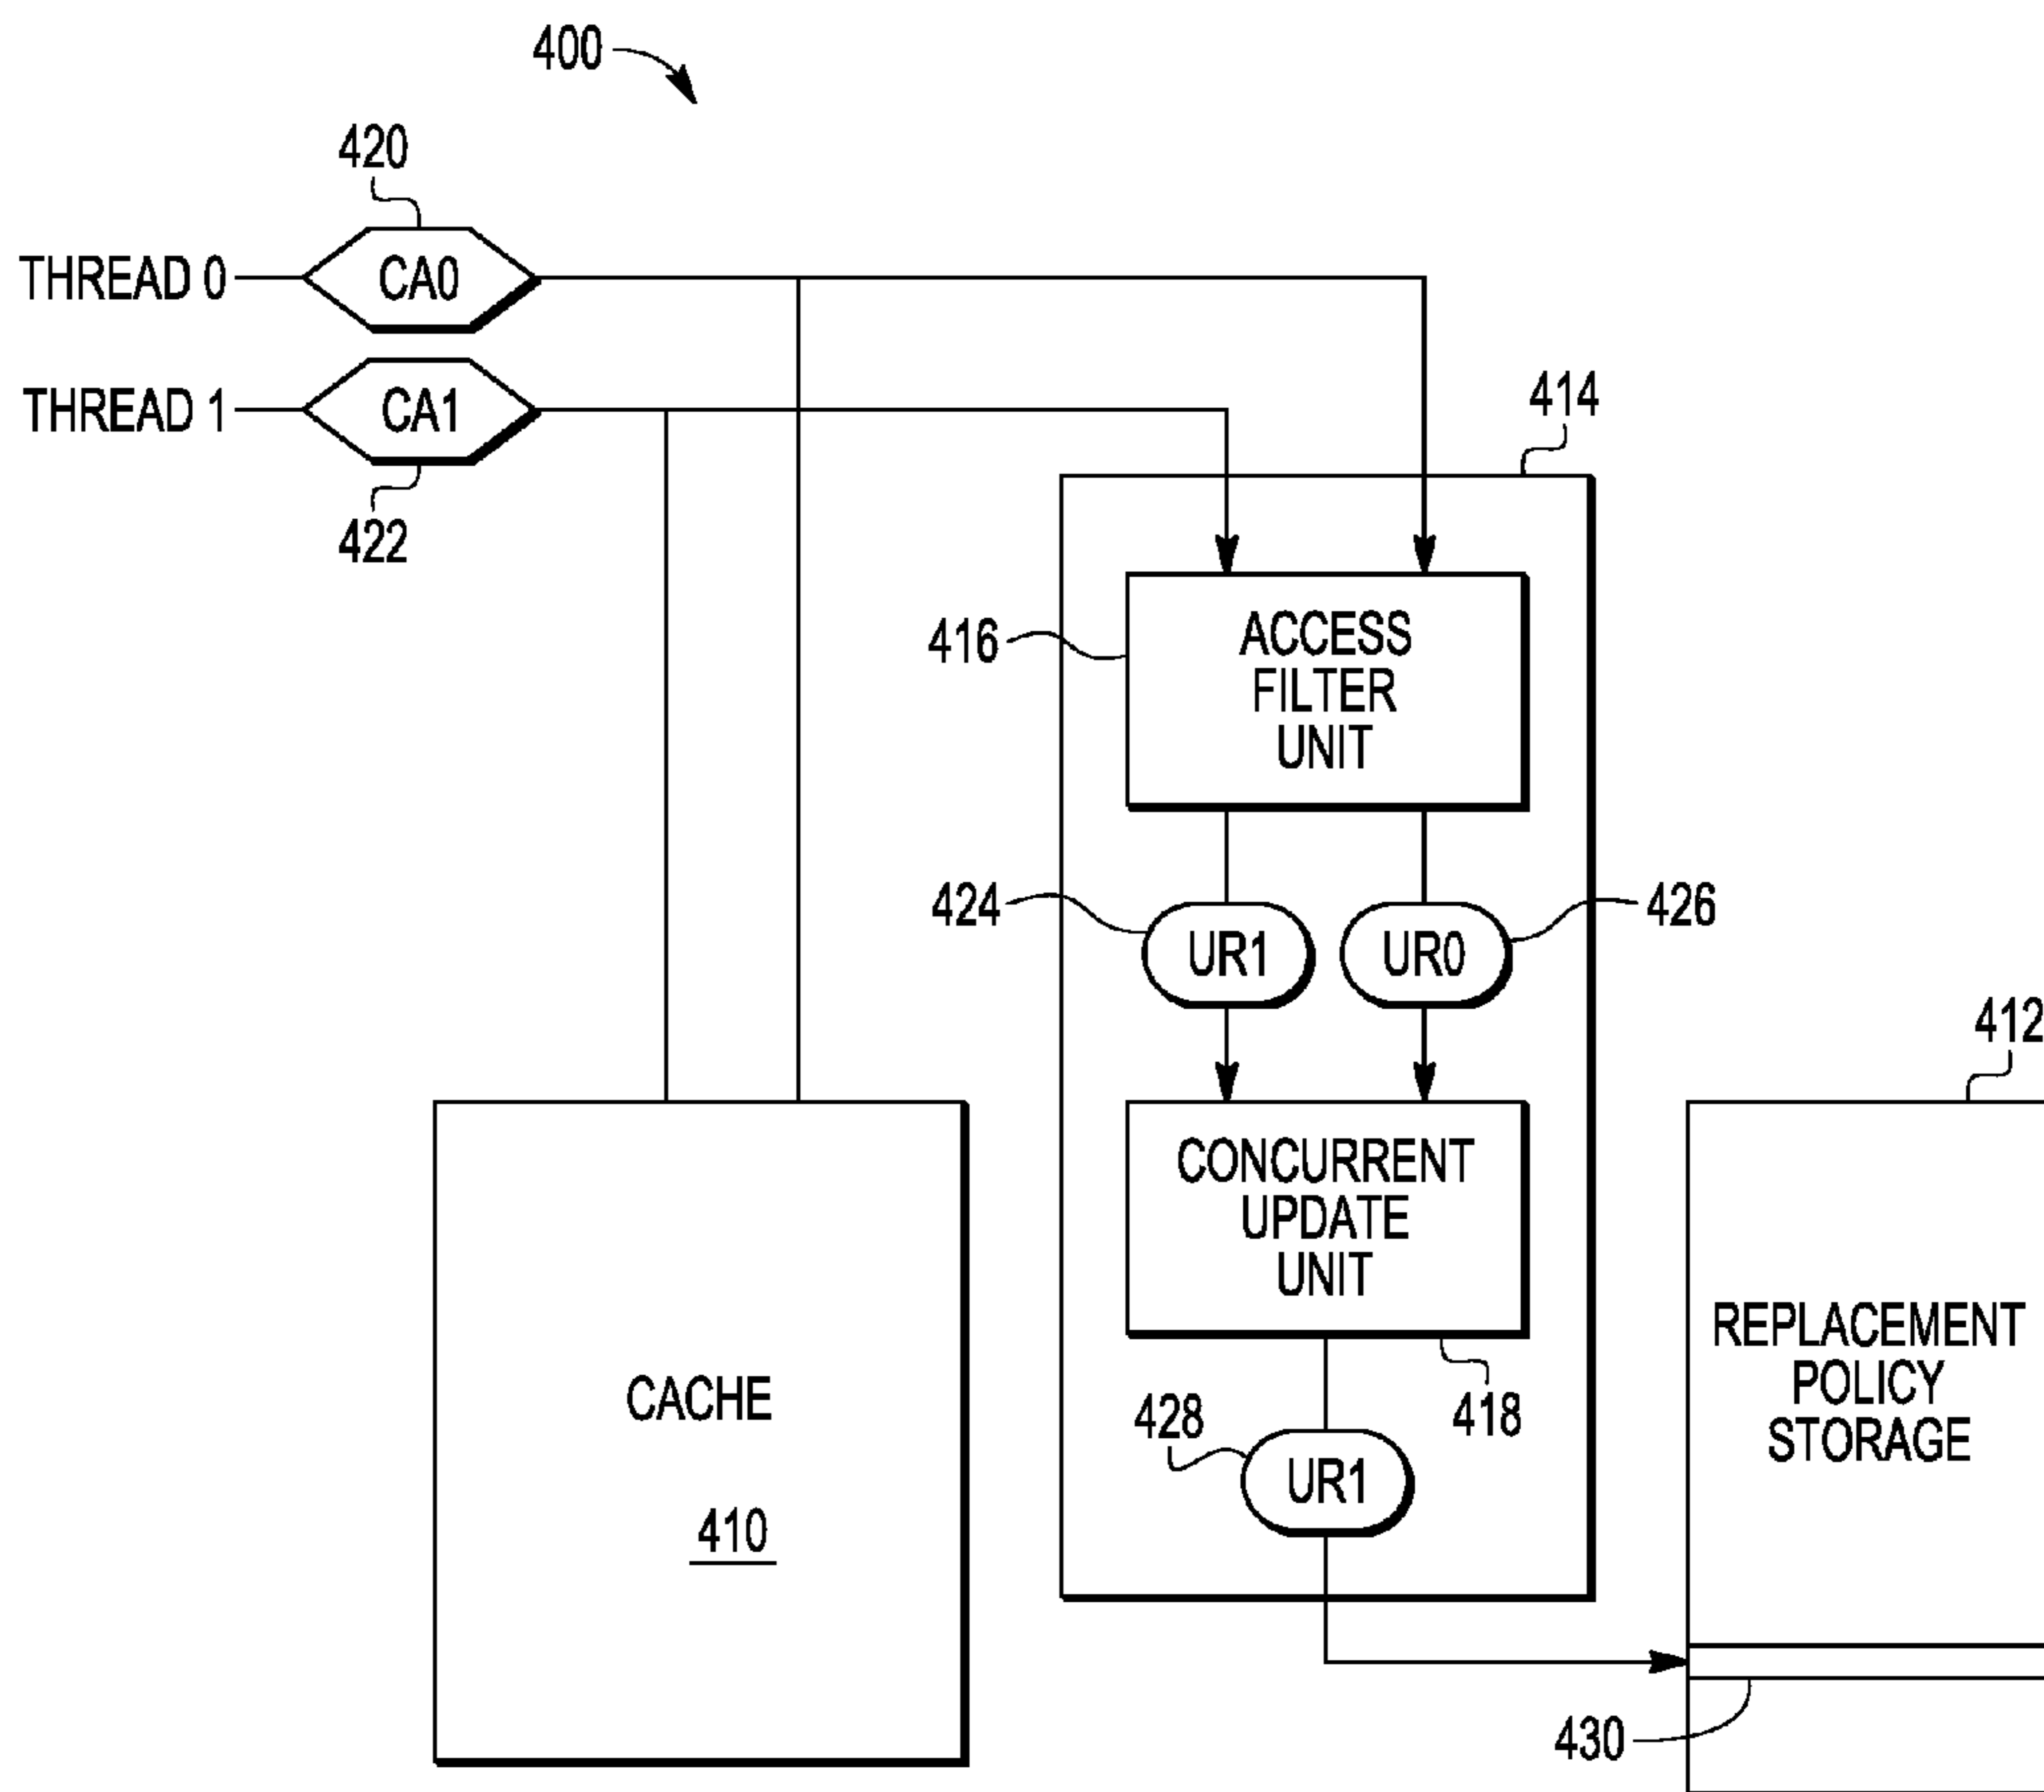 400
420
THREAD 0
CA0
THREAD 1
CA1
422
414
416
ACCESS
FILTER
UNIT
424
UR1
UR0
426
412
CONCURRENT
UPDATE
UNIT
418
428
UR1
CACHE
410
REPLACEMENT
POLICY
STORAGE
430